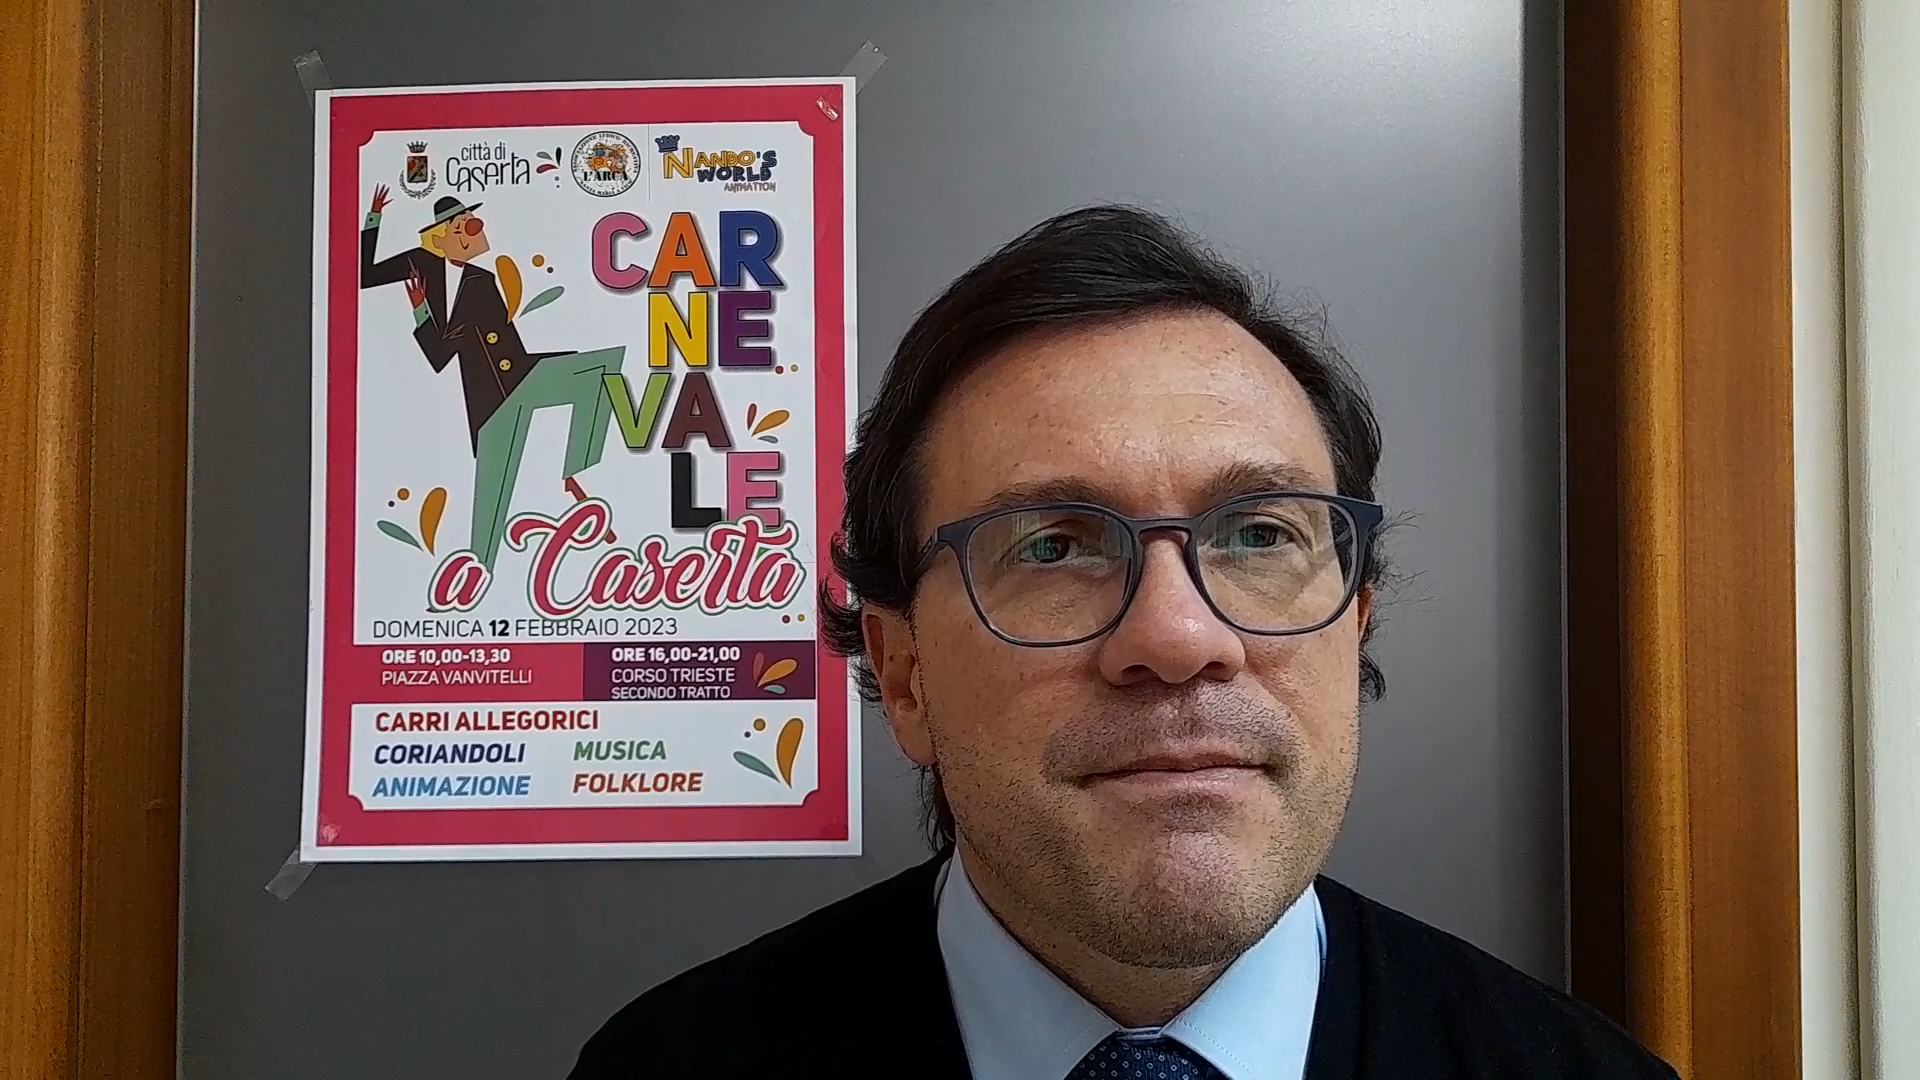 città di
Caserta
L'ARCA
NANDO'S
WORLD
ANIMATION
CAR
NE
VA
LE
a Caserta
DOMENICA 12 FEBBRAIO 2023
ORE 10,00-13,30
PIAZZA VANVITELLI
ORE 16,00-21,00
CORSO TRIESTE
SECONDO TRATTO
CARRI ALLEGORICI
CORIANDOLI MUSICA
ANIMAZIONE FOLKLORE